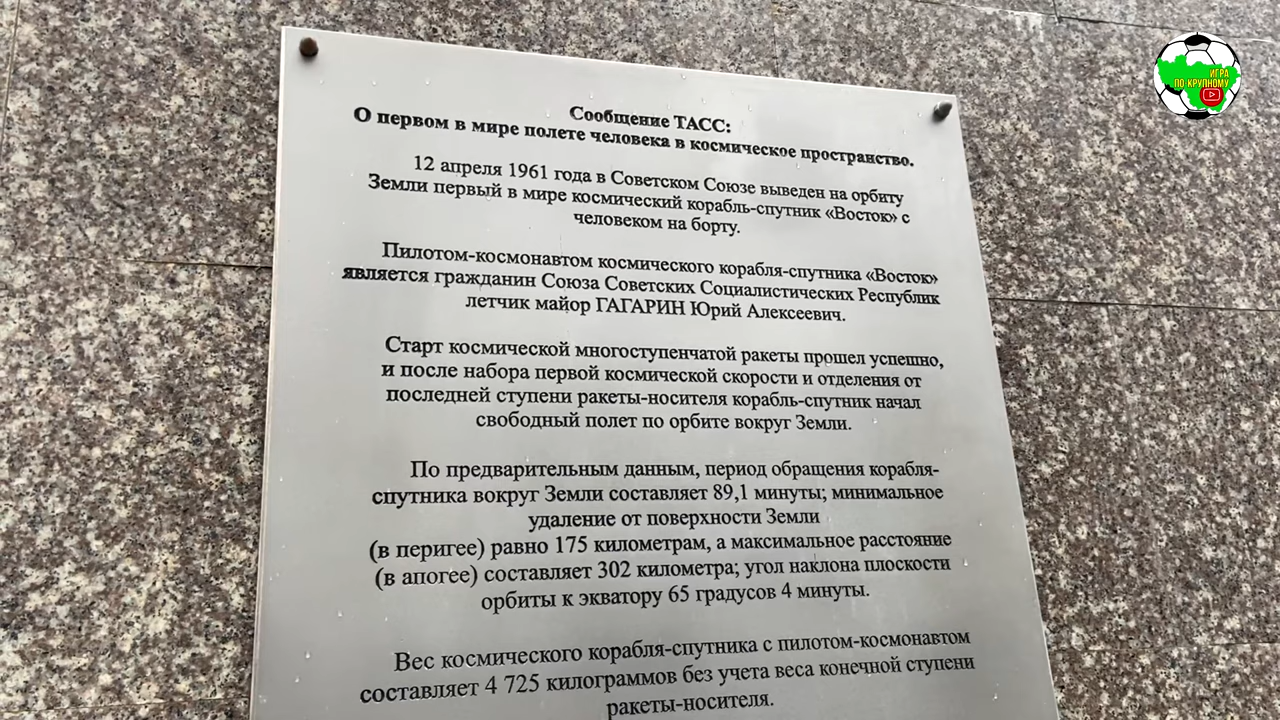 Сообщение ТАСС:
О первом в мире полете человека в космическое пространство.
12 апреля 1961 года в Советском Союзе выведен на орбиту
Земли первый в мире космический корабль-спутник «Восток» с
человеком на борту.
Пилотом-космонавтом космического корабля-спутника «Восток»
является гражданин Союза Советских Социалистических Республик
летчик майор ГАГАРИН Юрий Алексеевич.
Старт космической многоступенчатой ракеты прошел успешно,
и после набора первой космической скорости и отделения от
последней ступени ракеты-носителя корабль-спутник начал
свободный полет по орбите вокруг Земли.
По предварительным данным, период обращения корабля-
спутника вокруг Земли составляет 89,1 минуты; минимальное
удаление от поверхности Земли
(в перигее) равно 175 километрам, а максимальное расстояние
(в апогее) составляет 302 километра; угол наклона плоскости
орбиты к экватору 65 градусов 4 минуты.
Вес космического корабля-спутника с пилотом-космонавтом
составляет 4 725 килограммов без учета веса конечной ступени
ракеты-носителя.
ИГРА
ПО КРУПНОМУ